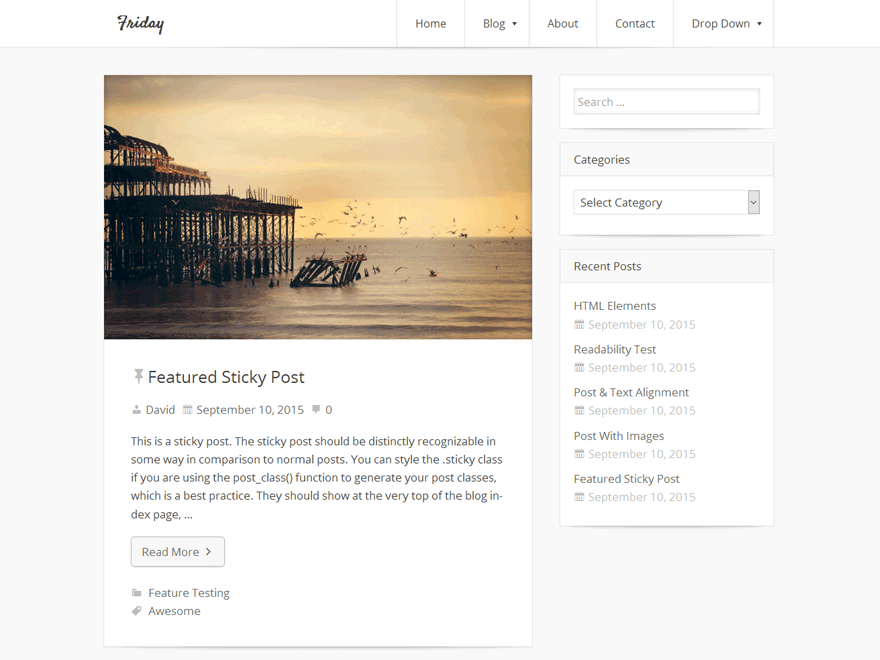 Friday
Home
Blog
About
Contact
Drop Down
Featured Sticky Post
David September 10, 2015 0
This is a sticky post. The sticky post should be distinctly recognizable in
some way in comparison to normal posts. You can style the .sticky class
if you are using the post_class() function to generate your post classes,
which is a best practice. They should show at the very top of the blog in-
dex page, ...
Read More
Feature Testing
Awesome
Search ...
Categories
Select Category
Recent Posts
HTML Elements
September 10, 2015
Readability Test
September 10, 2015
Post & Text Alignment
September 10, 2015
Post With Images
September 10, 2015
Featured Sticky Post
September 10, 2015